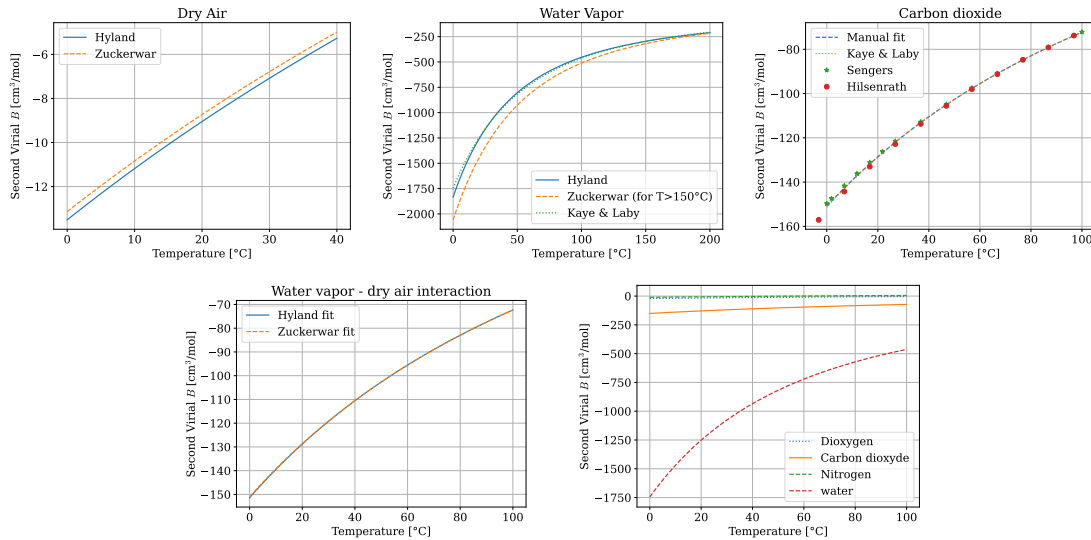 Dry Air
Hyland
Zuckerwar
Second Virial B [cm³/mol]
−6
−8
−10
−12
0
10
20
30
40
Temperature [°C]
Water Vapor
Second Virial B [cm³/mol]
−250
−500
−750
−1000
−1250
−1500
−1750
−2000
Hyland
Zuckerwar (for T>150°C)
Kaye & Laby
0
50
100
150
200
Temperature [°C]
Carbon dioxide
Manual fit
Kaye & Laby
Sengers
Hilsenrath
Second Virial B [cm³/mol]
−80
−100
−120
−140
−160
0
20
40
60
80
100
Temperature [°C]
Water vapor - dry air interaction
Hyland fit
Zuckerwar fit
Second Virial B [cm³/mol]
−70
−80
−90
−100
−110
−120
−130
−140
−150
0
20
40
60
80
100
Temperature [°C]
Second Virial B [cm³/mol]
0
−250
−500
−750
−1000
−1250
−1500
−1750
Dioxygen
Carbon dioxyde
Nitrogen
water
0
20
40
60
80
100
Temperature [°C]